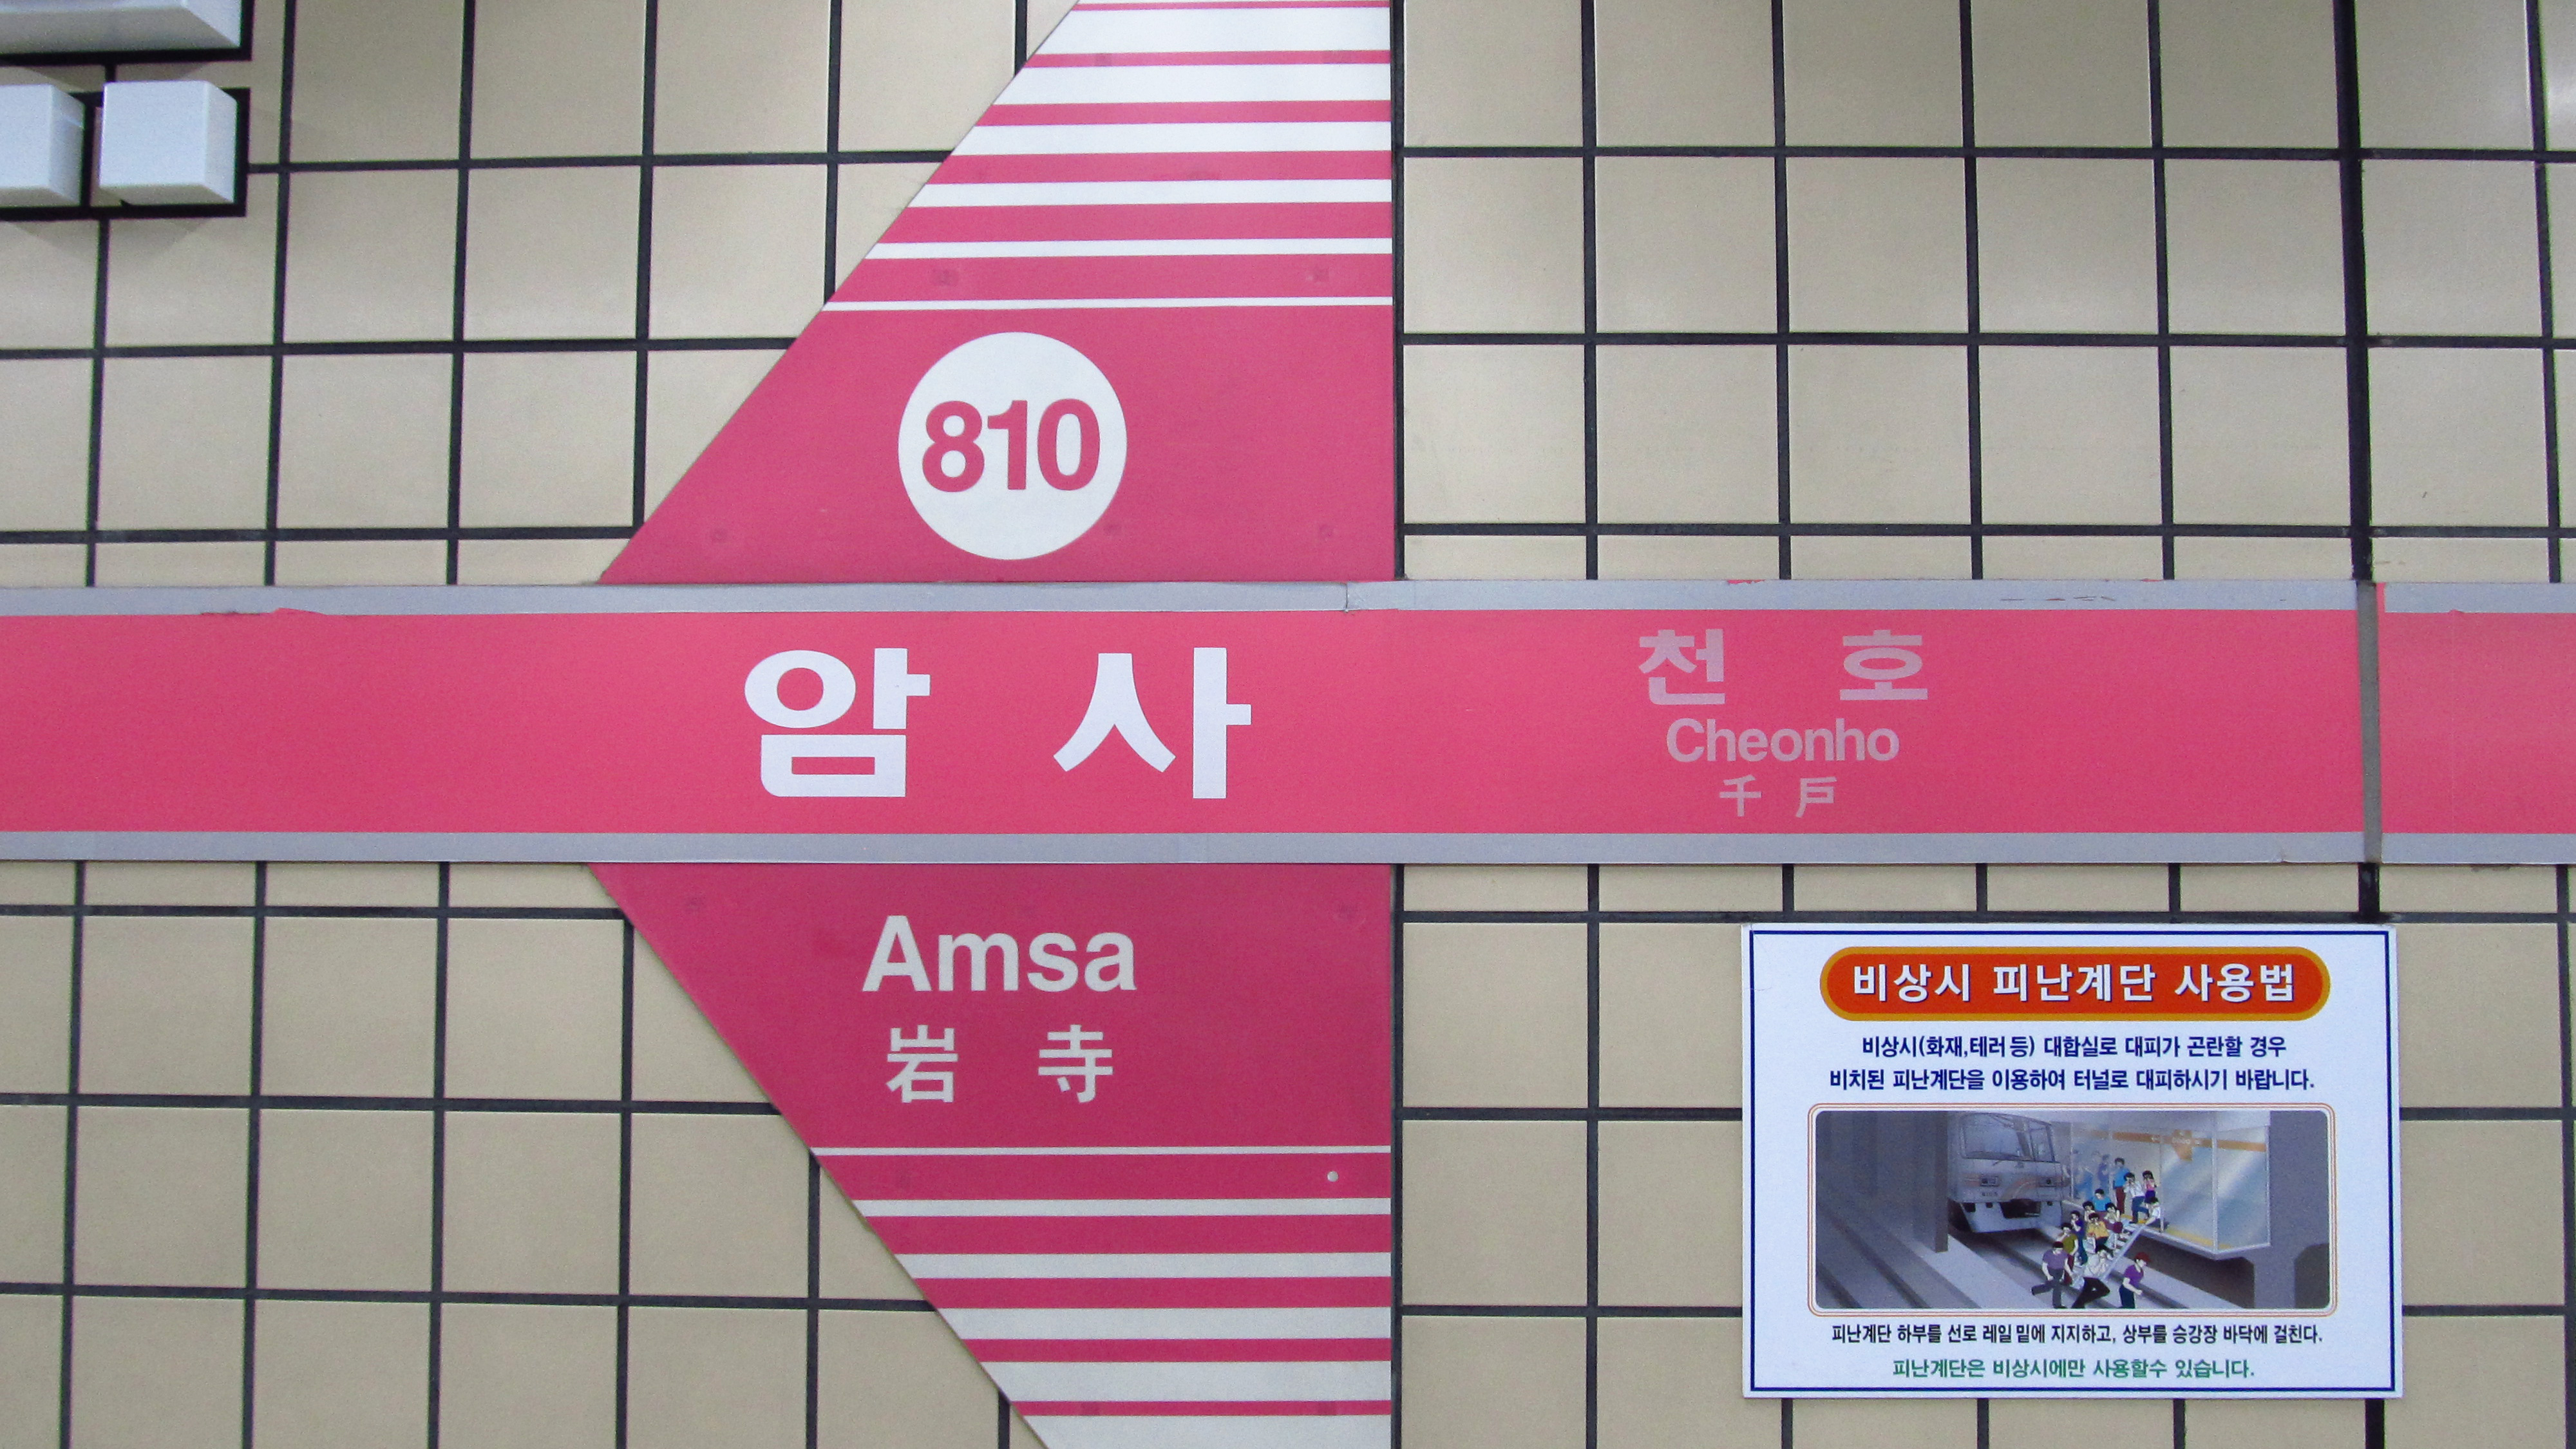 810
암 사
Amsa
岩 寺
천 호
Cheonho
千 戶
비상시 피난계단 사용법
비상시(화재,테러 등) 대합실로 대피가 곤란할 경우
비치된 피난계단을 이용하여 터널로 대피하시기 바랍니다.
피난계단 하부를 선로 레일 밑에 지지하고, 상부를 승강장 바닥에 걸친다.
피난계단은 비상시에만 사용할수 있습니다.